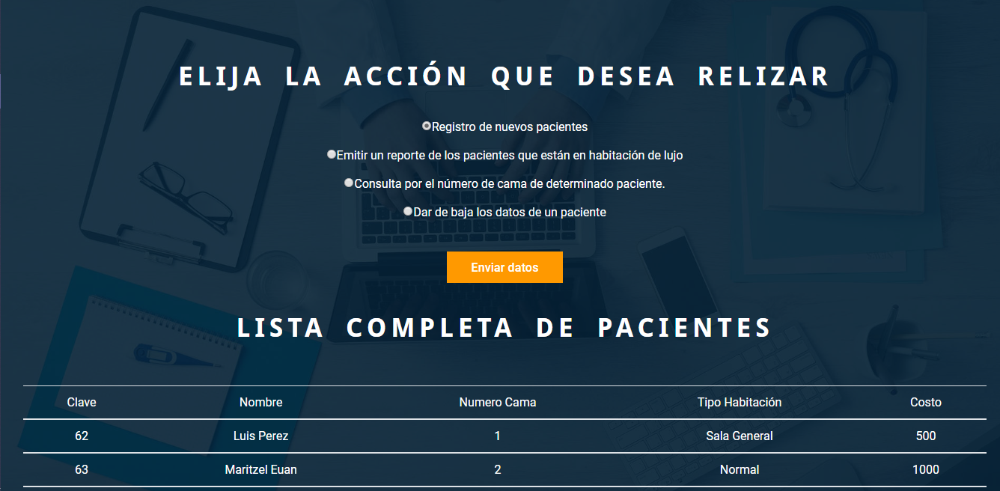 ELIJA LA ACCIÓN QUE DESEA RELIZAR
Registro de nuevos pacientes
Emitir un reporte de los pacientes que están en habitación de lujo
Consulta por el número de cama de determinado paciente.
Dar de baja los datos de un paciente
Enviar datos
LISTA COMPLETA DE PACIENTES
Clave Nombre Numero Cama Tipo Habitación Costo
62 Luis Perez 1 Sala General 500
63 Maritzel Euan 2 Normal 1000